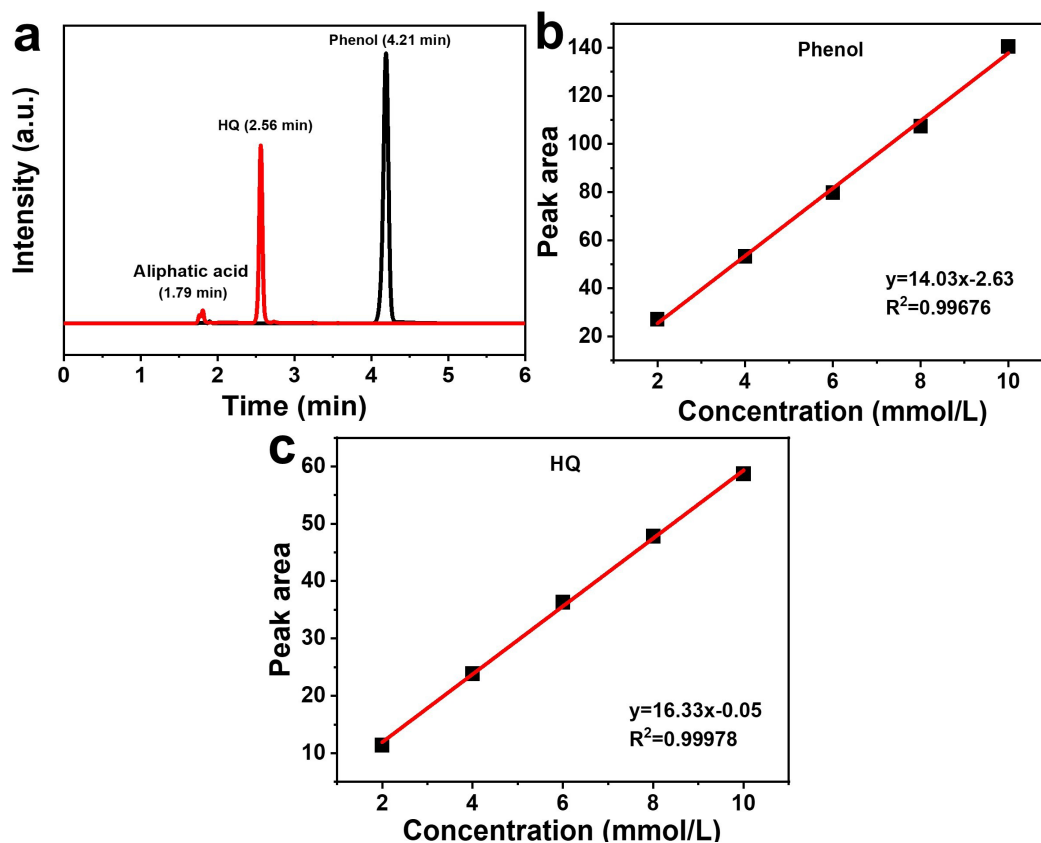 a
Phenol (4.21 min)
HQ (2.56 min)
Aliphatic acid
(1.79 min)
Intensity (a.u.)
0 1 2 3 4 5 6
Time (min)
b
Phenol
140
120
100
80
60
40
20
Peak area
y=14.03x-2.63
R²=0.99676
2 4 6 8 10
Concentration (mmol/L)
c
HQ
60
50
40
30
20
10
Peak area
y=16.33x-0.05
R²=0.99978
2 4 6 8 10
Concentration (mmol/L)